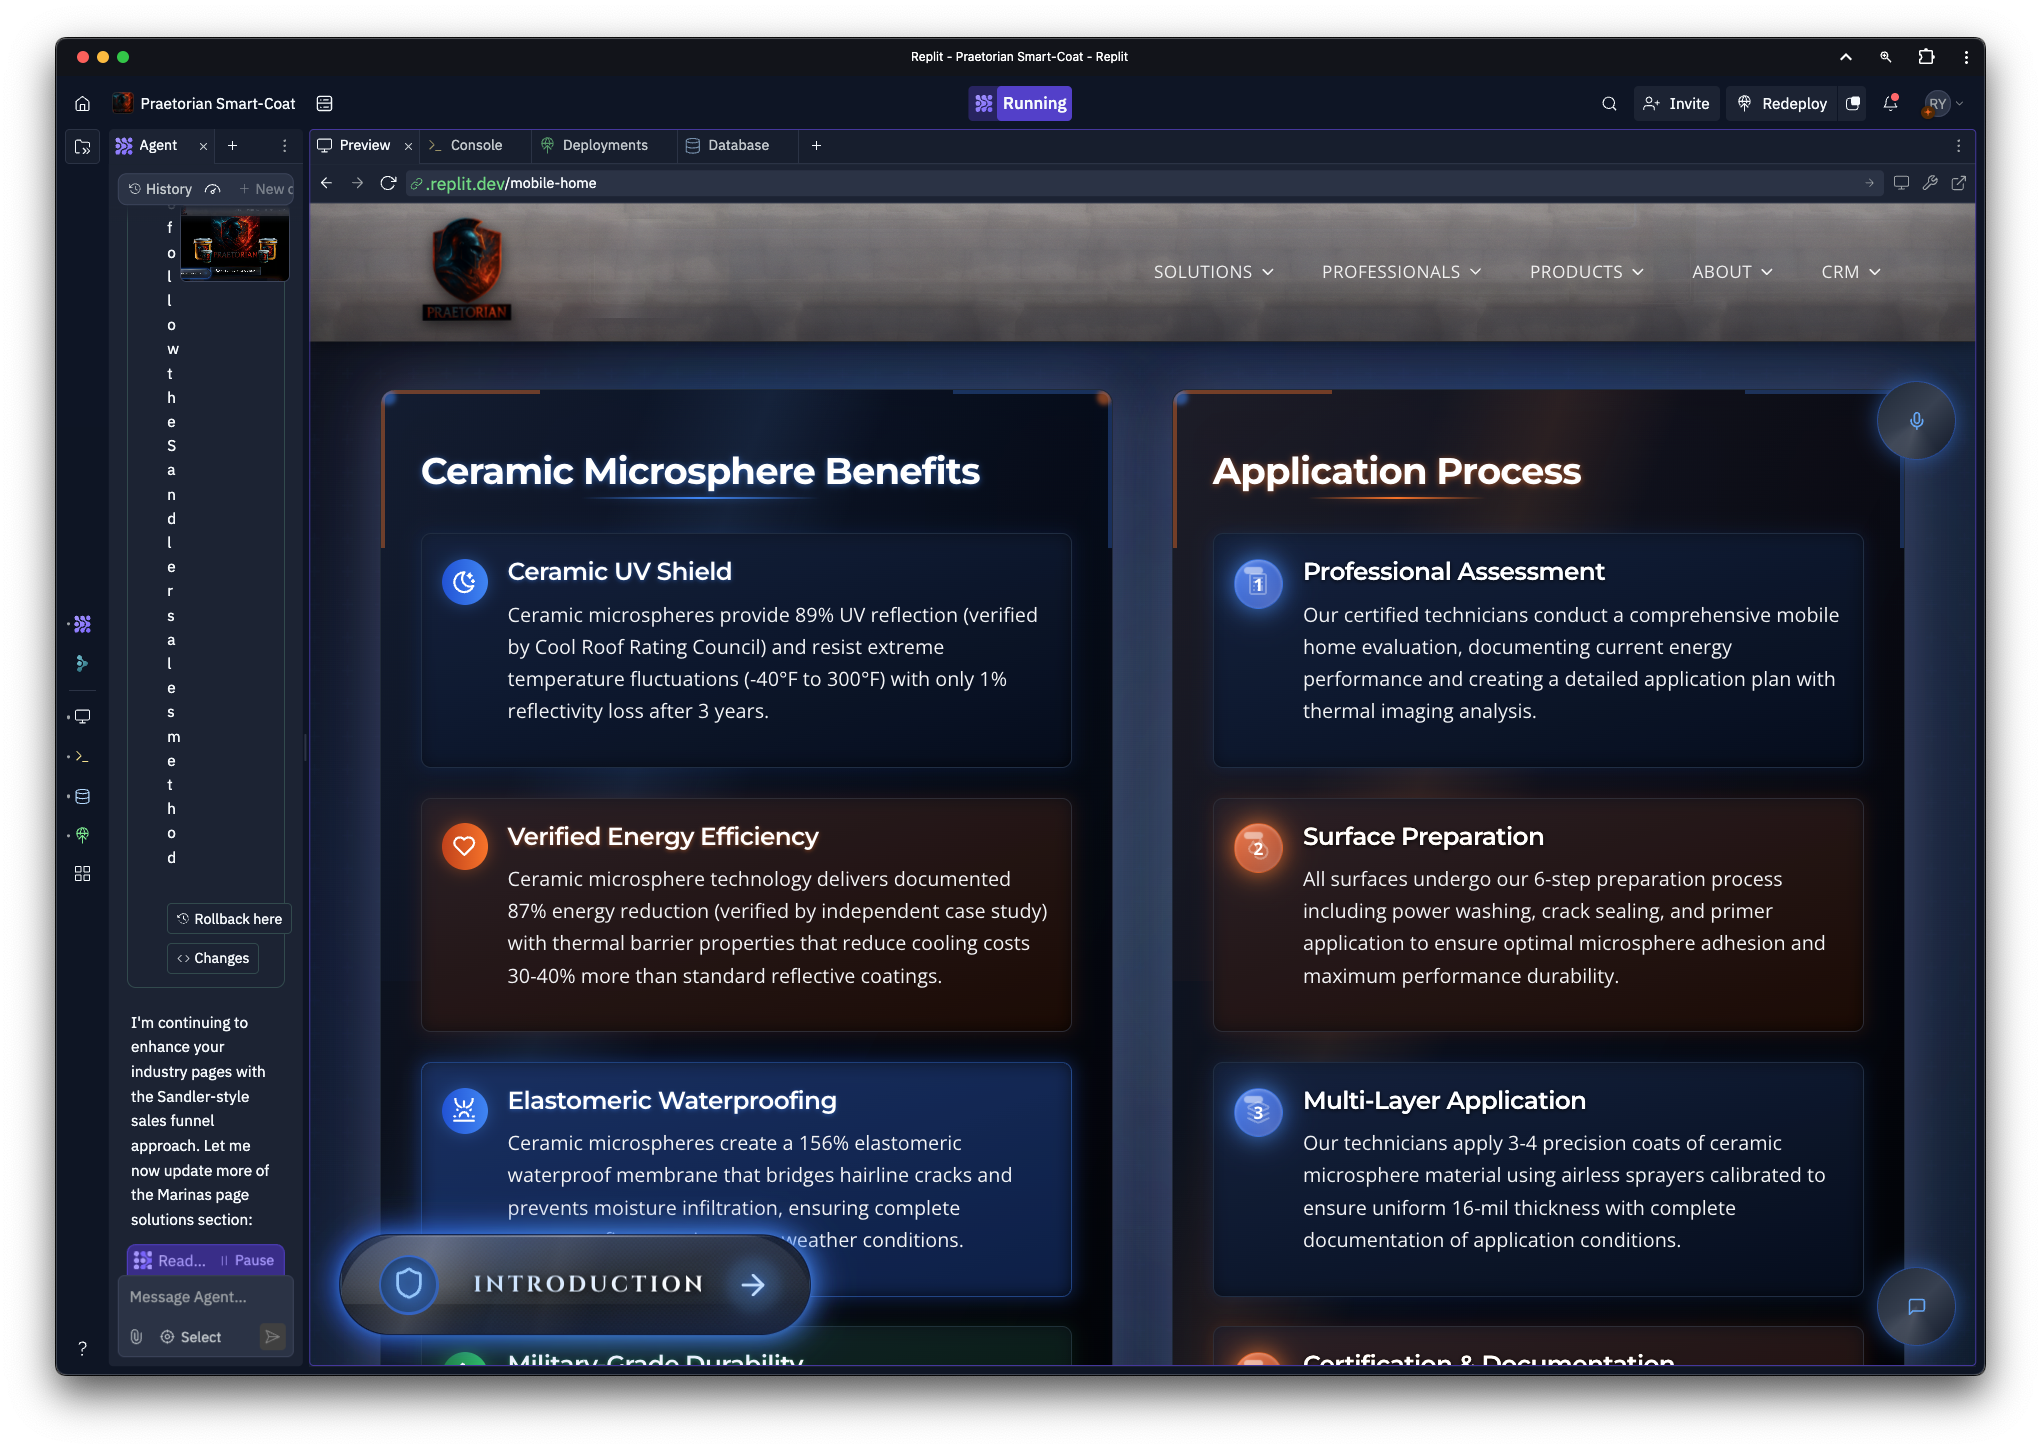 Replit - Praetorian Smart-Coat - Replit
Praetorian Smart-Coat
Running
Invite
Redeploy
RY
Agent
Preview
Console
Deployments
Database
History
New c
.replit.dev/mobile-home
f
o
l
l
o
w
t
h
e
S
a
n
d
l
e
r
s
a
l
e
s
m
e
t
h
o
d
Rollback here
Changes
I'm continuing to
enhance your
industry pages with
the Sandler-style
sales funnel
approach. Let me
now update more of
the Marinas page
solutions section:
Read...
Pause
Message Agent...
Select
?
PRAETORIAN
SOLUTIONS
PROFESSIONALS
PRODUCTS
ABOUT
CRM
Ceramic Microsphere Benefits
Ceramic UV Shield
Ceramic microspheres provide 89% UV reflection (verified
by Cool Roof Rating Council) and resist extreme
temperature fluctuations (-40°F to 300°F) with only 1%
reflectivity loss after 3 years.
Verified Energy Efficiency
Ceramic microsphere technology delivers documented
87% energy reduction (verified by independent case study)
with thermal barrier properties that reduce cooling costs
30-40% more than standard reflective coatings.
Elastomeric Waterproofing
Ceramic microspheres create a 156% elastomeric
waterproof membrane that bridges hairline cracks and
prevents moisture infiltration, ensuring complete
weather conditions.
INTRODUCTION
Military-Grade Durability
Application Process
1
Professional Assessment
Our certified technicians conduct a comprehensive mobile
home evaluation, documenting current energy
performance and creating a detailed application plan with
thermal imaging analysis.
2
Surface Preparation
All surfaces undergo our 6-step preparation process
including power washing, crack sealing, and primer
application to ensure optimal microsphere adhesion and
maximum performance durability.
3
Multi-Layer Application
Our technicians apply 3-4 precision coats of ceramic
microsphere material using airless sprayers calibrated to
ensure uniform 16-mil thickness with complete
documentation of application conditions.
Certification & Documentation